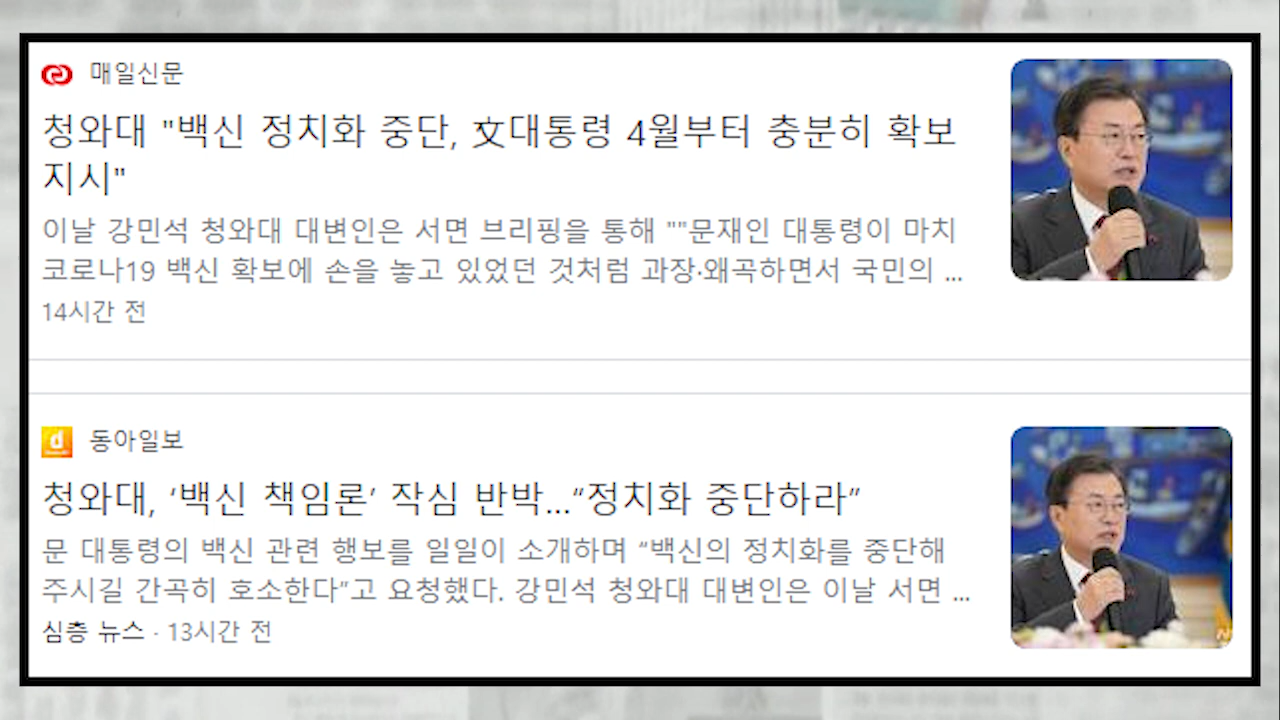 매일신문
청와대 "백신 정치화 중단, 文대통령 4월부터 충분히 확보
지시"
이날 강민석 청와대 대변인은 서면 브리핑을 통해 ""문재인 대통령이 마치
코로나19 백신 확보에 손을 놓고 있었던 것처럼 과장·왜곡하면서 국민의 ...
14시간 전
동아일보
청와대, ‘백신 책임론’ 작심 반박...“정치화 중단하라”
문 대통령의 백신 관련 행보를 일일이 소개하며 “백신의 정치화를 중단해
주시길 간곡히 호소한다”고 요청했다. 강민석 청와대 대변인은 이날 서면 ...
심층 뉴스 · 13시간 전